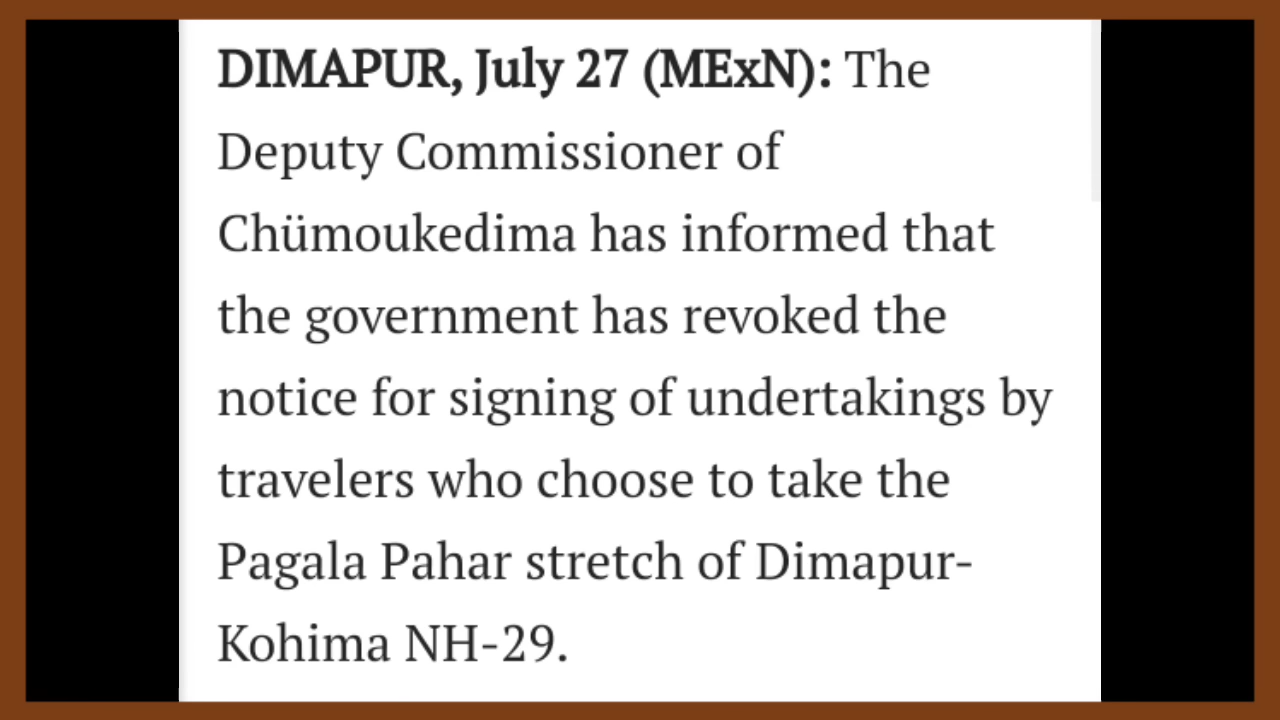 DIMAPUR, July 27 (MExN): The
Deputy Commissioner of
Chümoukedima has informed that
the government has revoked the
notice for signing of undertakings by
travelers who choose to take the
Pagala Pahar stretch of Dimapur-
Kohima NH-29.